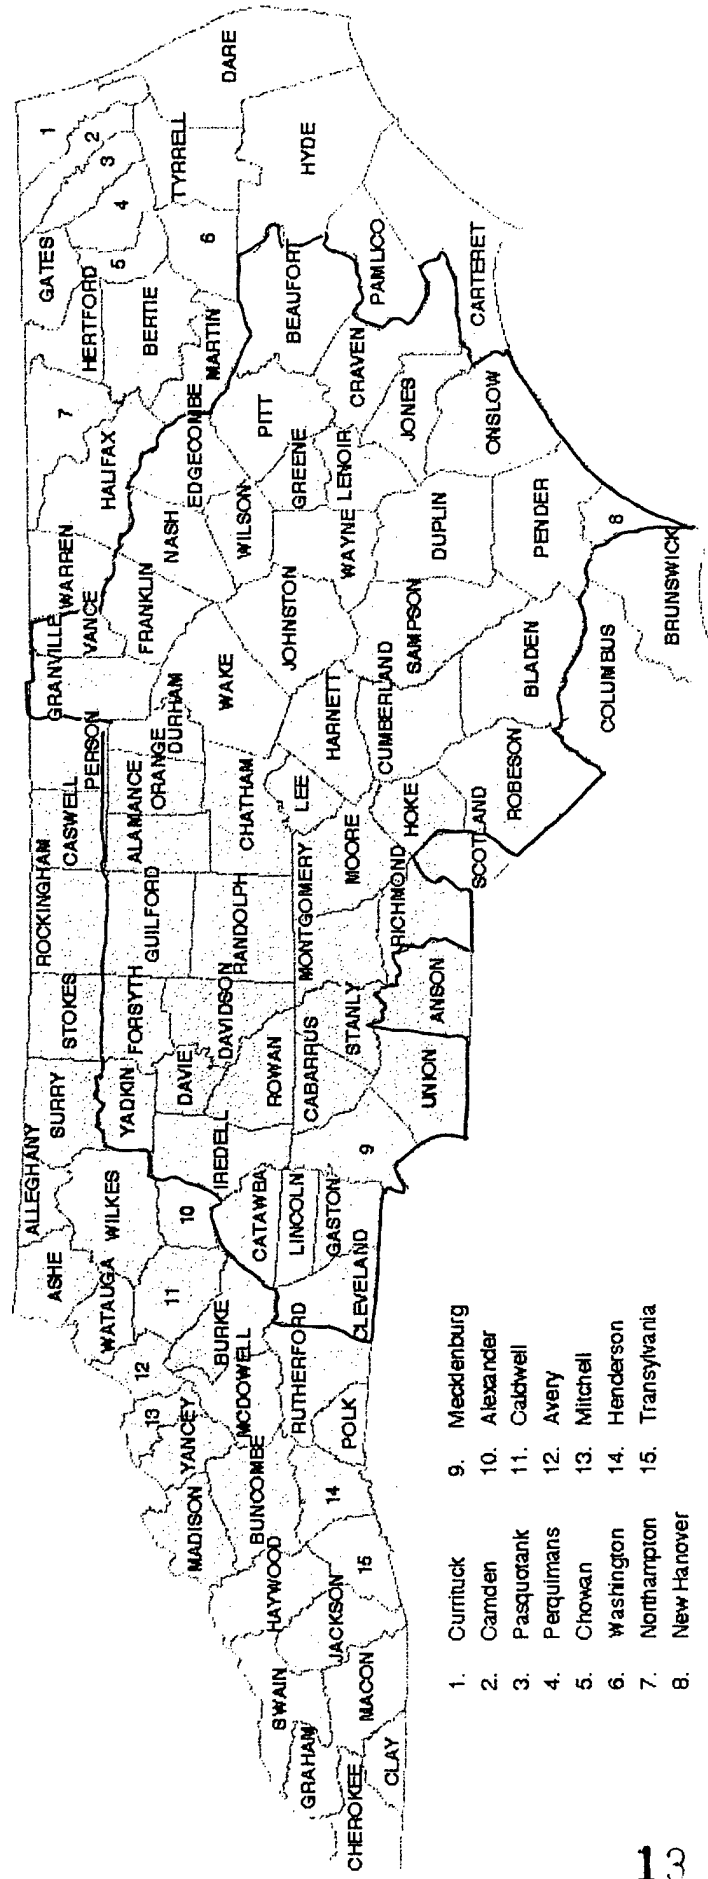 ALLEGHANY
ASHE
SURRY
STOKES
ROCKINGHAM
CASWELL
PERSON
GRANVILLE
VANCE
WARREN
7
HERTFORD
GATES
1
2
3
4
5
WATAUGA
WILKES
YADKIN
FORSYTH
GUILFORD
ALAMANCE
ORANGE
DURHAM
FRANKLIN
HALIFAX
BERTIE
12
13
11
10
DAVIE
NASH
EDGECOMBE
MARTIN
6
TYRRELL
DARE
MADISON
YANCEY
BURKE
MCDOWELL
IREDELL
DAVIDSON
RANDOLPH
CHATHAM
WAKE
WILSON
PITT
BEAUFORT
HYDE
HAYWOOD
BUNCOMBE
RUTHERFORD
CATAWBA
LINCOLN
GASTON
CLEVELAND
ROWAN
CABARRUS
MONTGOMERY
LEE
JOHNSTON
GREENE
SWAIN
GRAHAM
JACKSON
14
POLK
9
STANLY
MOORE
HARNETT
WAYNE
LENOIR
CRAVEN
PAMLICO
CHEROKEE
CLAY
MACON
15
UNION
ANSON
RICHMOND
HOKE
CUMBERLAND
SAMPSON
DUPLIN
JONES
CARTERET
SCOTLAND
ROBESON
BLADEN
PENDER
ONSLOW
COLUMBUS
8
BRUNSWICK
1. Currituck
2. Camden
3. Pasquotank
4. Perquimans
5. Chowan
6. Washington
7. Northampton
8. New Hanover
9. Mecklenburg
10. Alexander
11. Caldwell
12. Avery
13. Mitchell
14. Henderson
15. Transylvania
13